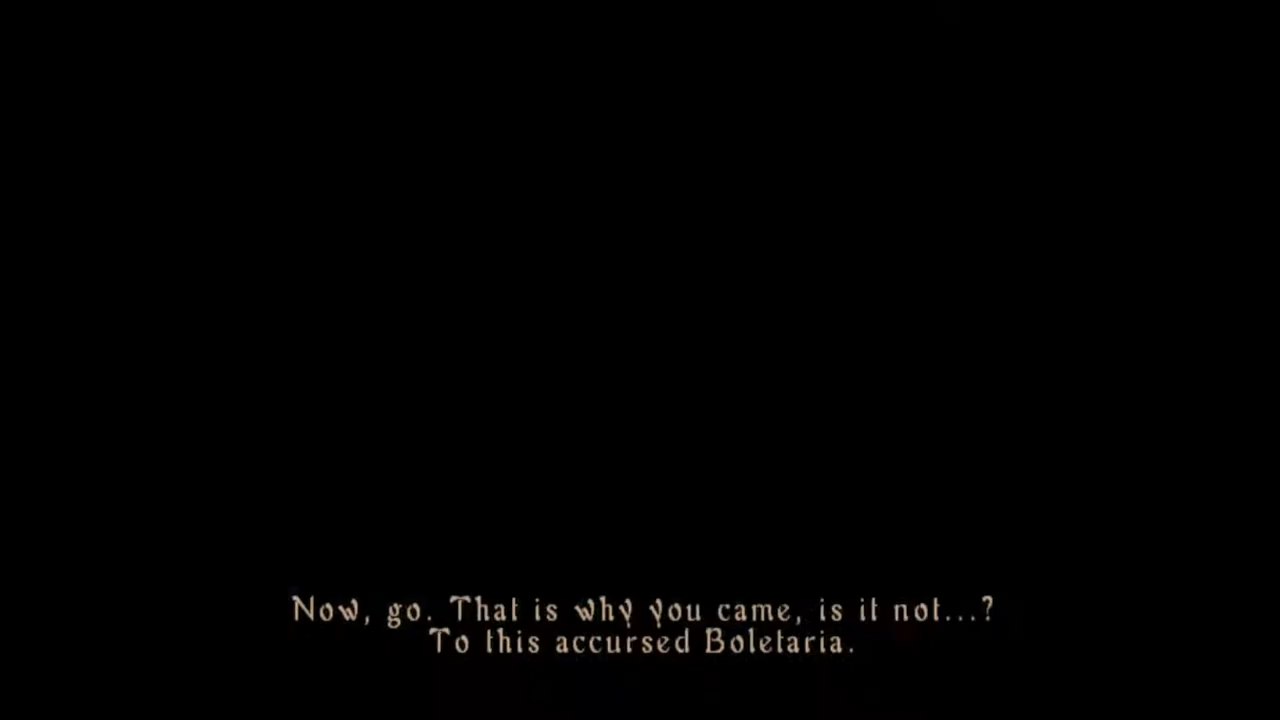 Now, go. That is why you came, is it not...?
To this accursed Boletaria.